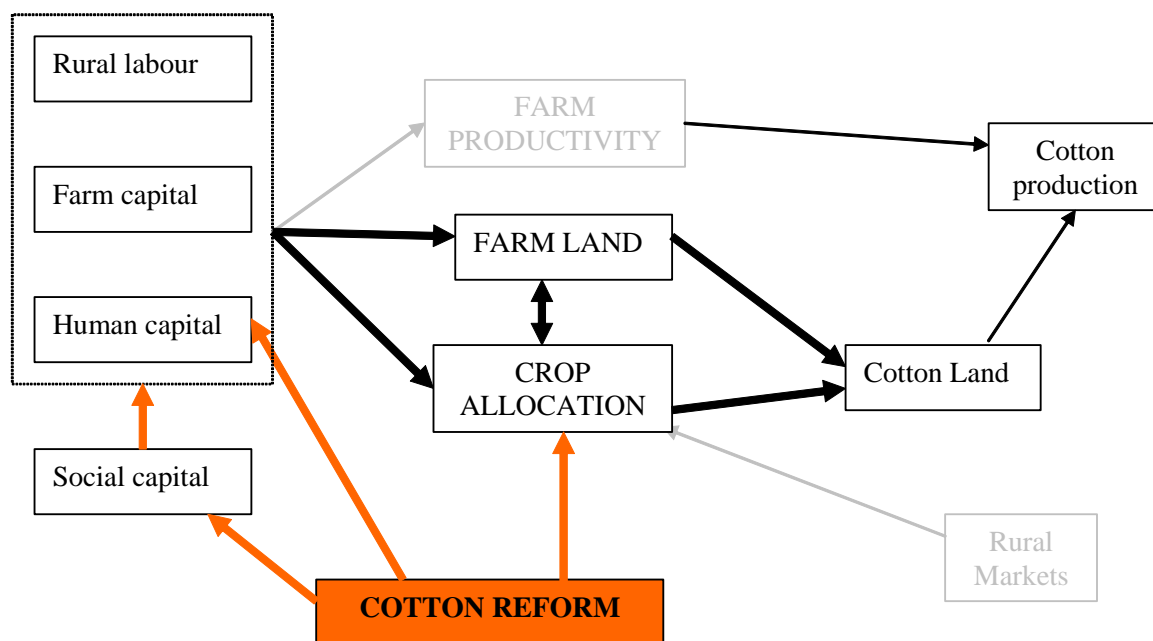 Rural labour
Farm capital
Human capital
Social capital
FARM
PRODUCTIVITY
FARM LAND
CROP
ALLOCATION
COTTON REFORM
Cotton
production
Cotton Land
Rural
Markets